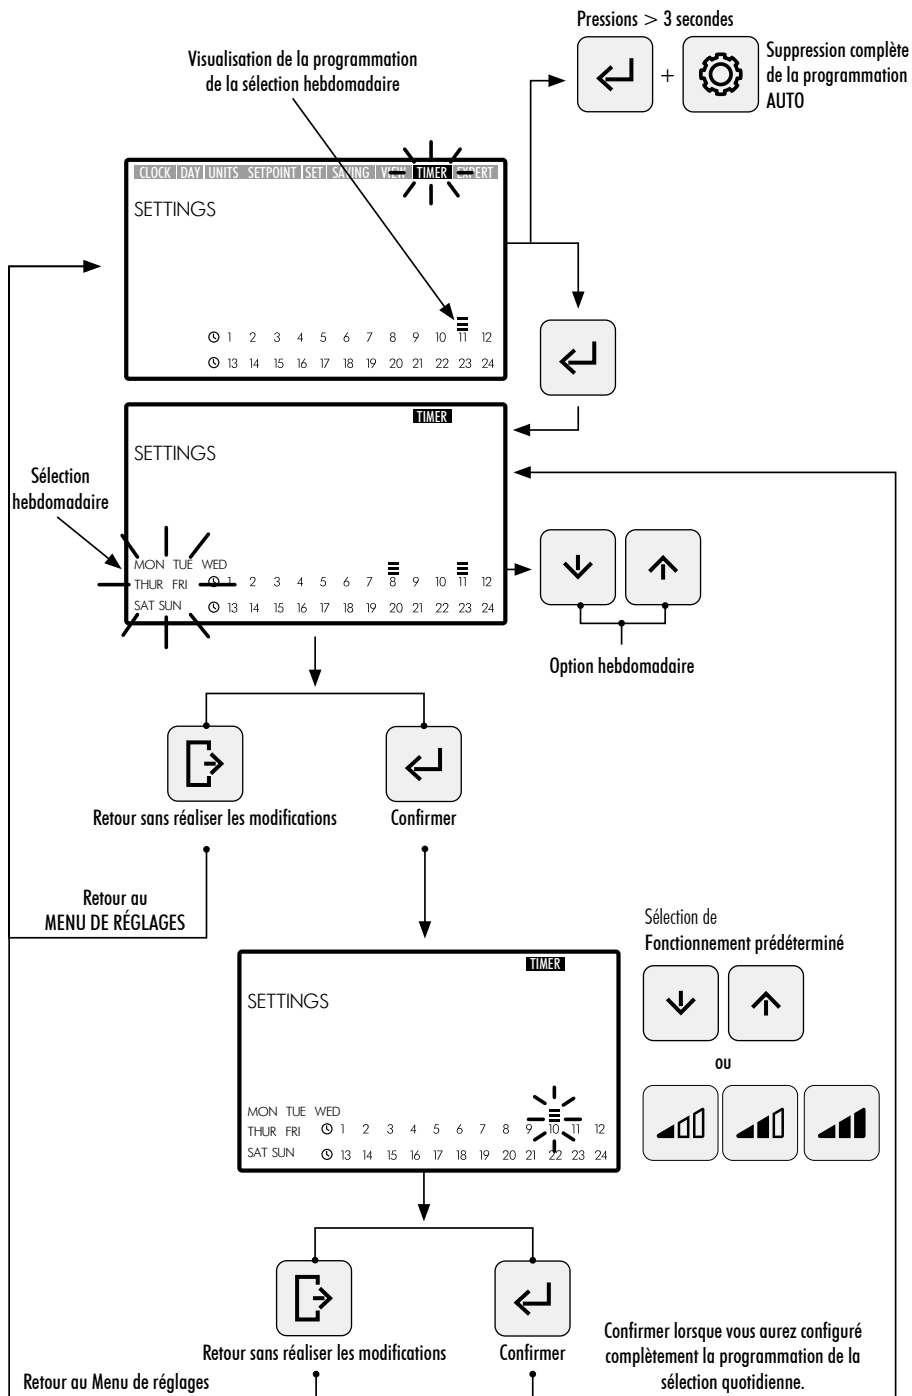 Pressions > 3 secondes
+
Suppression complète
de la programmation
AUTO
Visualisation de la programmation
de la sélection hebdomadaire
CLOCK DAY UNITS SETPOINT SET SAVING VIEW TIMER EXPERT
SETTINGS
1 2 3 4 5 6 7 8 9 10 11 12
13 14 15 16 17 18 19 20 21 22 23 24
TIMER
SETTINGS
Sélection
hebdomadaire
MON TUE WED
THUR FRI 1 2 3 4 5 6 7 8 9 10 11 12
SAT SUN 13 14 15 16 17 18 19 20 21 22 23 24
Option hebdomadaire
Retour sans réaliser les modifications
Confirmer
Retour au
MENU DE RÉGLAGES
Sélection de
Fonctionnement prédéterminé
ou
TIMER
SETTINGS
MON TUE WED
THUR FRI 1 2 3 4 5 6 7 8 9 10 11 12
SAT SUN 13 14 15 16 17 18 19 20 21 22 23 24
Retour sans réaliser les modifications
Confirmer
Confirmer lorsque vous aurez configuré
complètement la programmation de la
sélection quotidienne.
Retour au Menu de réglages